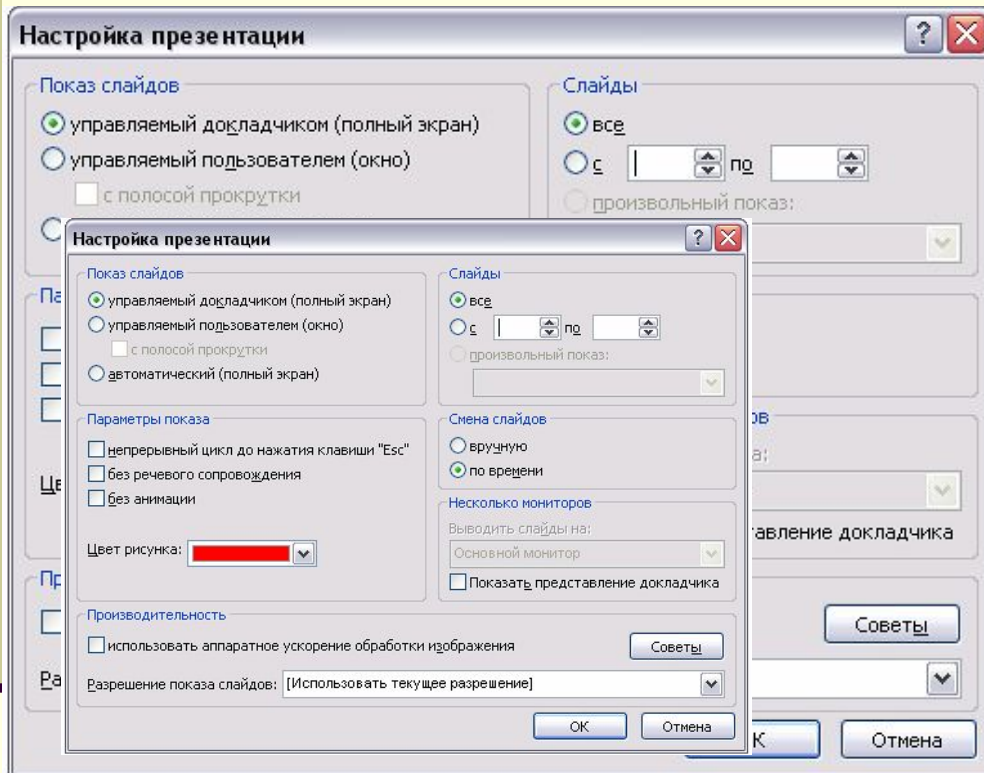 Настройка презентации
Показ слайдов
управляемый докладчиком (полный экран)
управляемый пользователем (окно)
с полосой прокрутки
Слайды
все
с по
произвольный показ:
Настройка презентации
Показ слайдов
управляемый докладчиком (полный экран)
управляемый пользователем (окно)
с полосой прокрутки
автоматический (полный экран)
Слайды
все
с по
произвольный показ:
Параметры показа
непрерывный цикл до нажатия клавиши "Esc"
без речевого сопровождения
без анимации
Цвет рисунка:
Смена слайдов
вручную
по времени
Несколько мониторов
Выводить слайды на:
Основной монитор
Показать представление докладчика
Производительность
использовать аппаратное ускорение обработки изображения
Советы
Разрешение показа слайдов: [Использовать текущее разрешение]
ОК Отмена
докладчика
Советы
Отмена